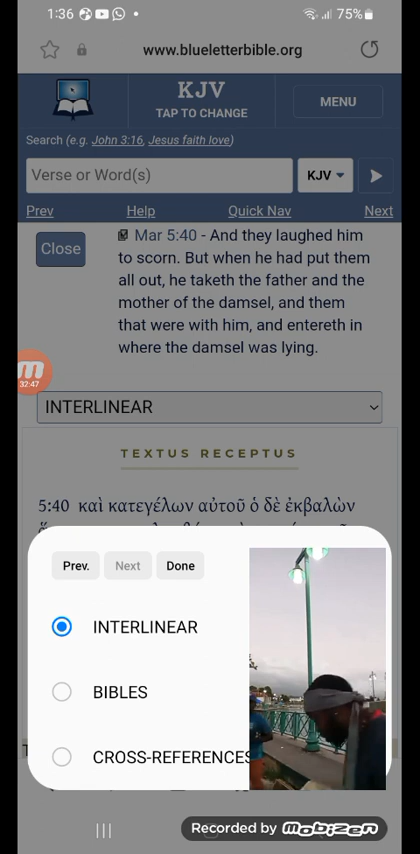 1:36 75%
www.blueletterbible.org
KJV
TAP TO CHANGE
MENU
Search (e.g. John 3:16, Jesus faith love)
Verse or Word(s)
KJV
Prev Help Quick Nav Next
Close
Mar 5:40 - And they laughed him
to scorn. But when he had put them
all out, he taketh the father and the
mother of the damsel, and them
that were with him, and entereth in
where the damsel was lying.
32:47
INTERLINEAR
TEXTUS RECEPTUS
5:40 καὶ κατεγέλων αὐτοῦ ὁ δὲ ἐκβαλὼν
Prev. Next Done
INTERLINEAR
BIBLES
CROSS-REFERENCES
Recorded by mobizen